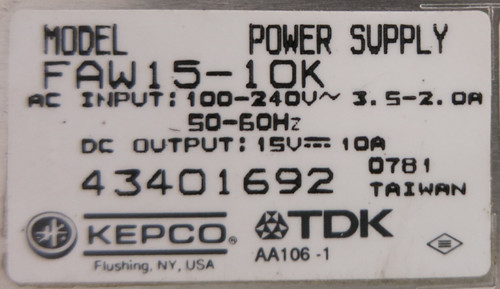 MODEL POWER SUPPLY
FAW15-10K
AC INPUT: 100-240V~ 3.5-2.0A
50-60Hz
DC OUTPUT: 15V⎓ 10A
43401692 0781
TAIWAN
KEPCO® TDK
Flushing, NY, USA AA106-1